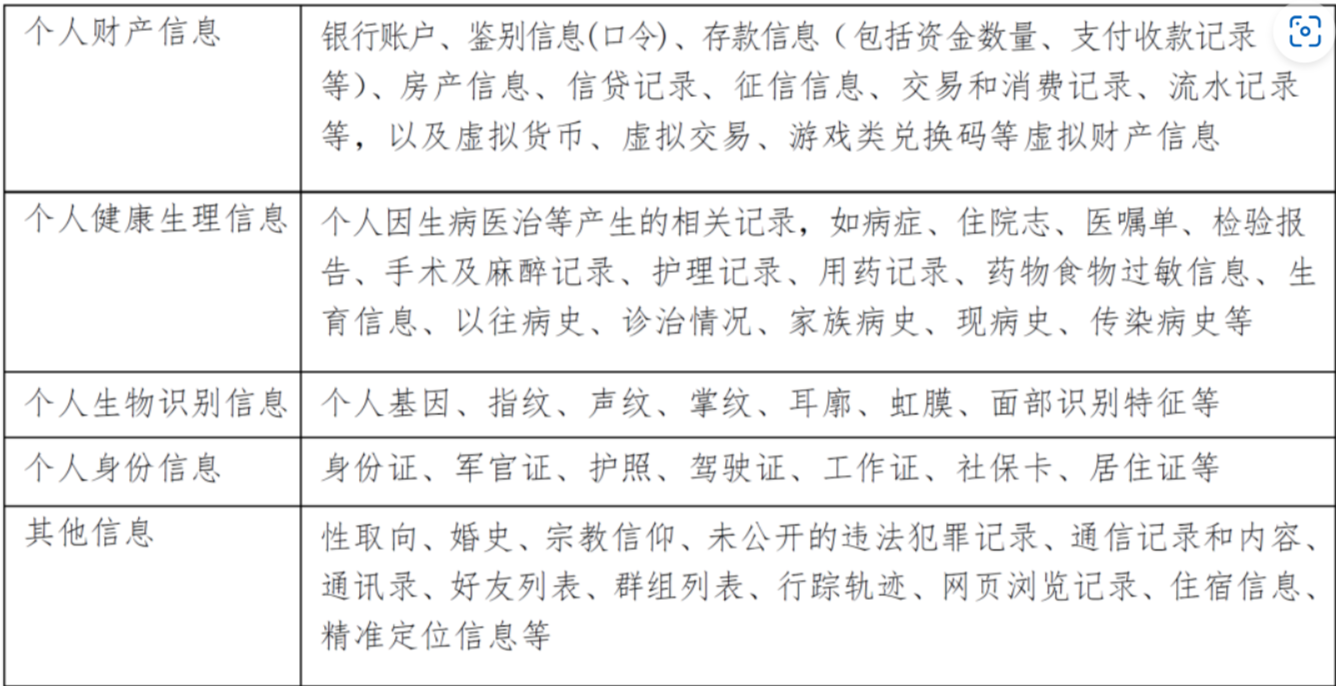 个人财产信息
银行账户、鉴别信息(口令)、存款信息（包括资金数量、支付收款记录
等)、房产信息、信贷记录、征信信息、交易和消费记录、流水记录
等，以及虚拟货币、虚拟交易、游戏类兑换码等虚拟财产信息
个人健康生理信息
个人因生病医治等产生的相关记录，如病症、住院志、医嘱单、检验报
告、手术及麻醉记录、护理记录、用药记录、药物食物过敏信息、生
育信息、以往病史、诊治情况、家族病史、现病史、传染病史等
个人生物识别信息
个人基因、指纹、声纹、掌纹、耳廓、虹膜、面部识别特征等
个人身份信息
身份证、军官证、护照、驾驶证、工作证、社保卡、居住证等
其他信息
性取向、婚史、宗教信仰、未公开的违法犯罪记录、通信记录和内容、
通讯录、好友列表、群组列表、行踪轨迹、网页浏览记录、住宿信息、
精准定位信息等